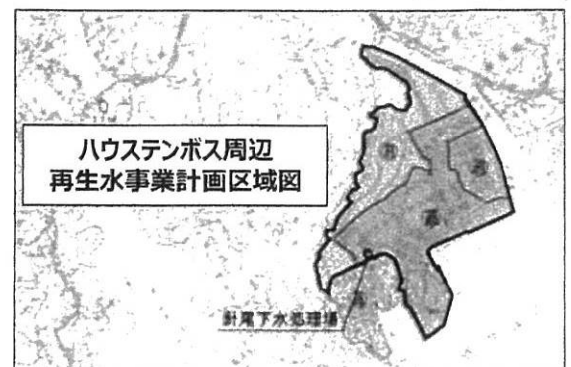 ハウステンボス周辺
再生水事業計画区域図
針尾下水処理場